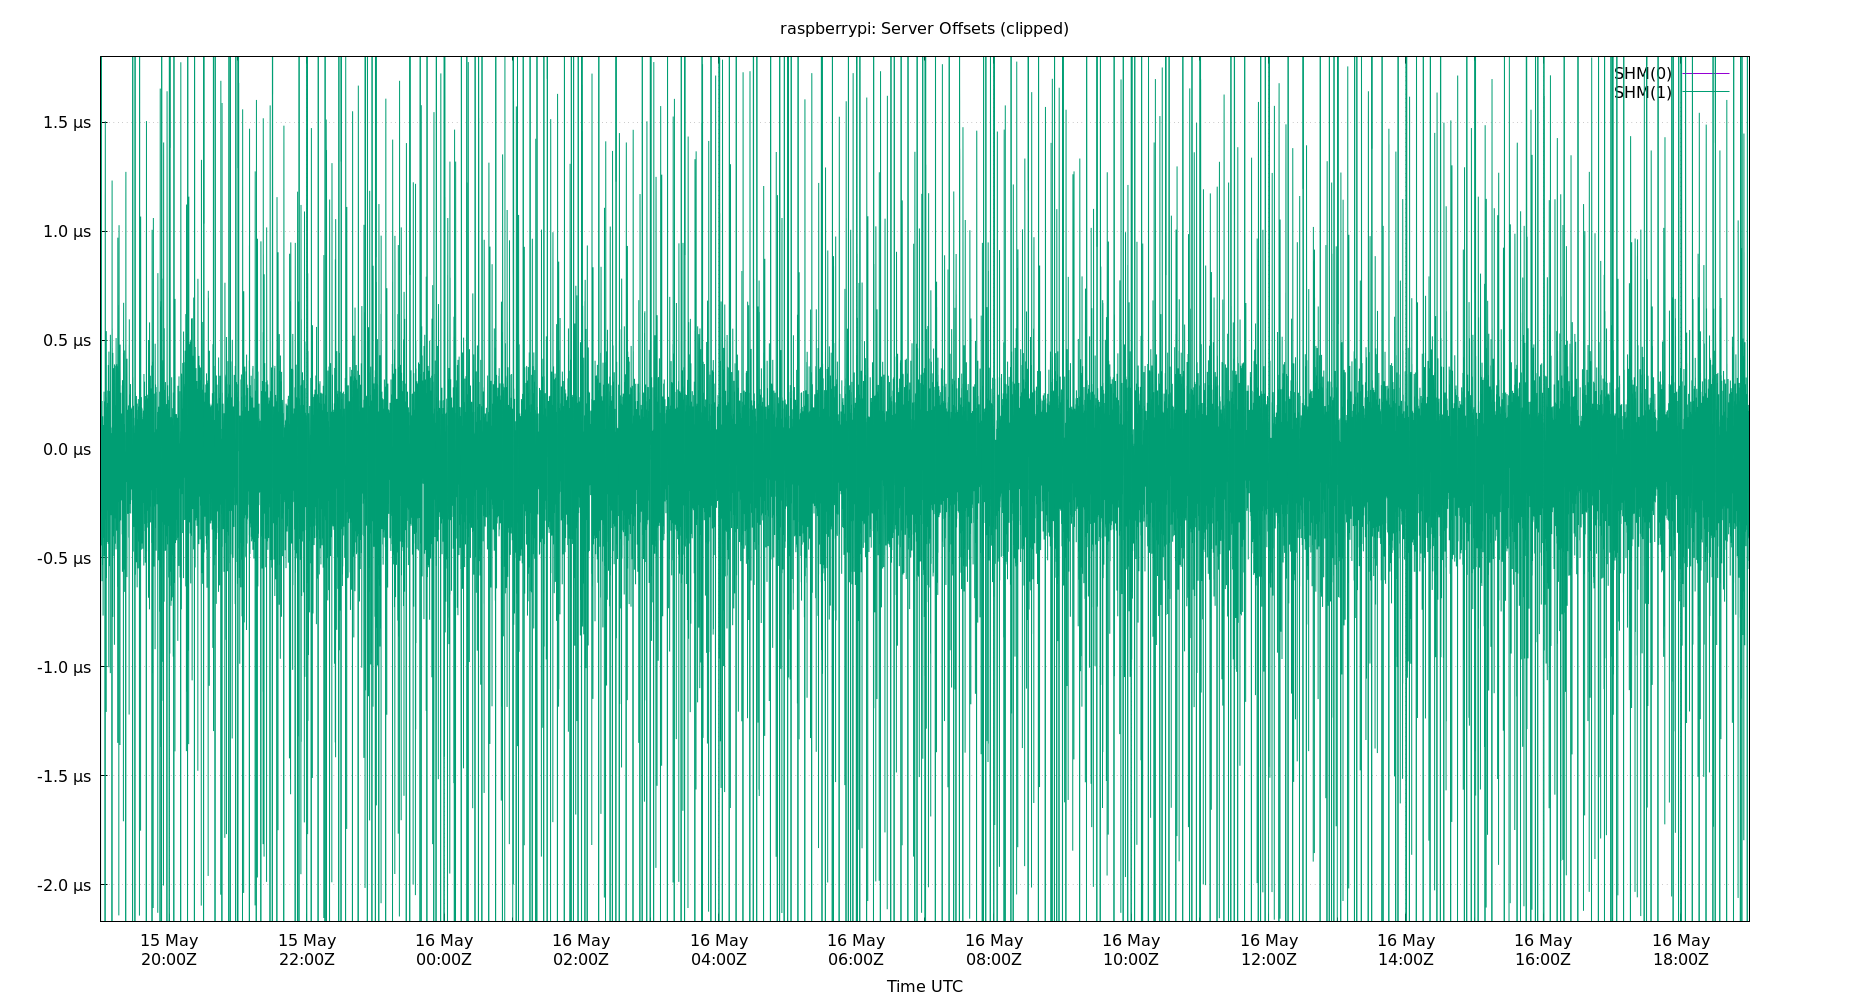 raspberrypi: Server Offsets (clipped)
SHM(0)
SHM(1)
1.5 µs
1.0 µs
0.5 µs
0.0 µs
-0.5 µs
-1.0 µs
-1.5 µs
-2.0 µs
15 May 15 May 16 May 16 May 16 May 16 May 16 May 16 May 16 May 16 May 16 May 16 May
20:00Z 22:00Z 00:00Z 02:00Z 04:00Z 06:00Z 08:00Z 10:00Z 12:00Z 14:00Z 16:00Z 18:00Z
Time UTC